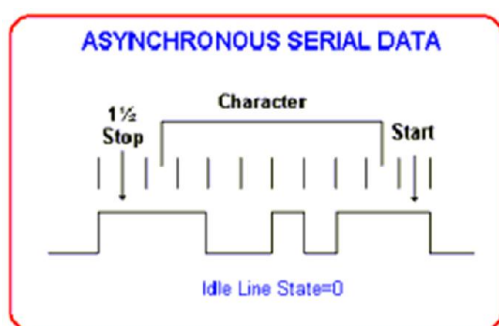 ASYNCHRONOUS SERIAL DATA
Character
1½
Stop
Start
Idle Line State=0